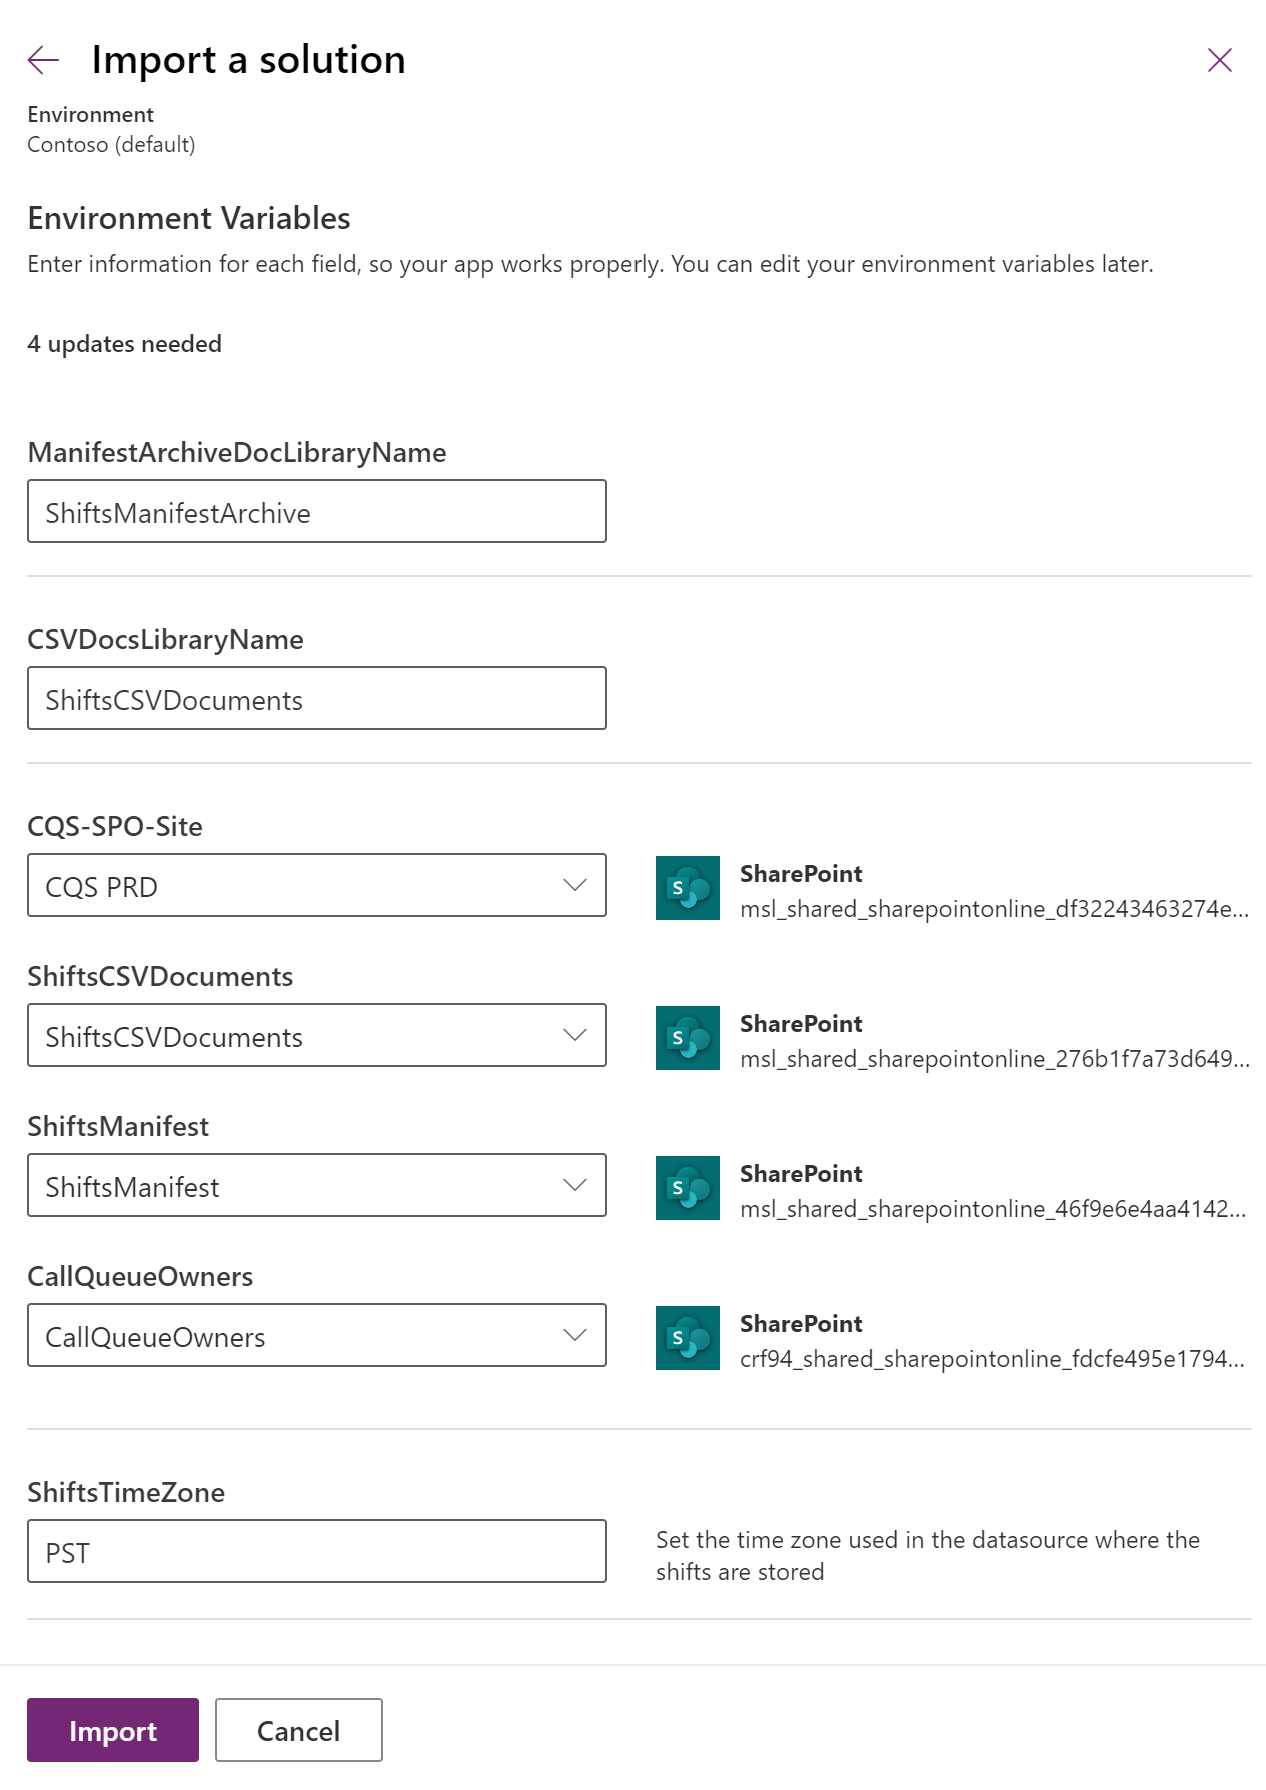 Import a solution
Environment
Contoso (default)
Environment Variables
Enter information for each field, so your app works properly. You can edit your environment variables later.
4 updates needed
ManifestArchiveDocLibraryName
ShiftsManifestArchive
CSVDocsLibraryName
ShiftsCSVDocuments
CQS-SPO-Site
CQS PRD
S
SharePoint
msl_shared_sharepointonline_df32243463274e...
ShiftsCSVDocuments
ShiftsCSVDocuments
S
SharePoint
msl_shared_sharepointonline_276b1f7a73d649...
ShiftsManifest
ShiftsManifest
S
SharePoint
msl_shared_sharepointonline_46f9e6e4aa4142...
CallQueueOwners
CallQueueOwners
S
SharePoint
crf94_shared_sharepointonline_fdcfe495e1794...
ShiftsTimeZone
PST
Set the time zone used in the datasource where the
shifts are stored
Import
Cancel